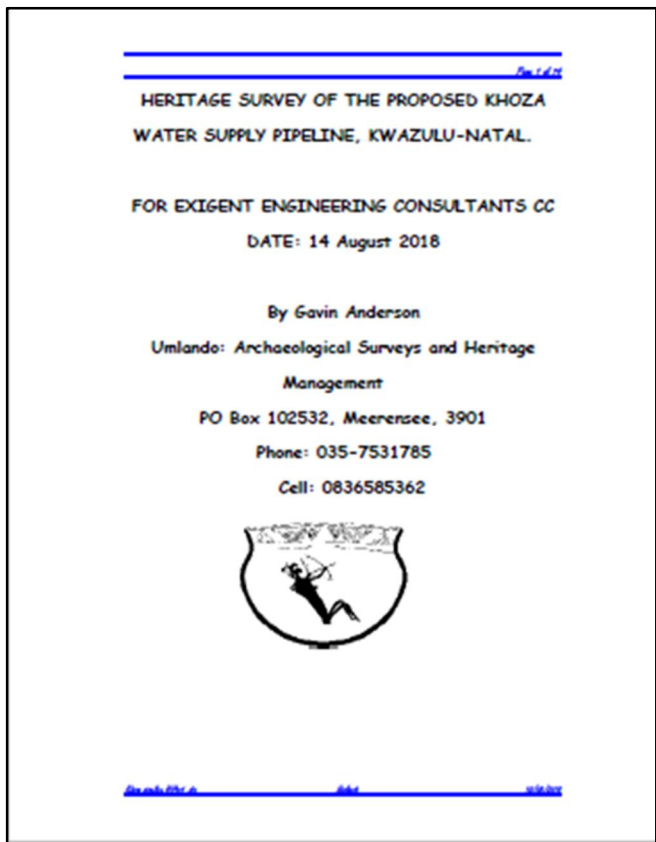 HERITAGE SURVEY OF THE PROPOSED KHOZA
WATER SUPPLY PIPELINE, KWAZULU-NATAL.
FOR EXIGENT ENGINEERING CONSULTANTS CC
DATE: 14 August 2018
By Gavin Anderson
Umlando: Archaeological Surveys and Heritage
Management
PO Box 102532, Meerensee, 3901
Phone: 035-7531785
Cell: 0836585362